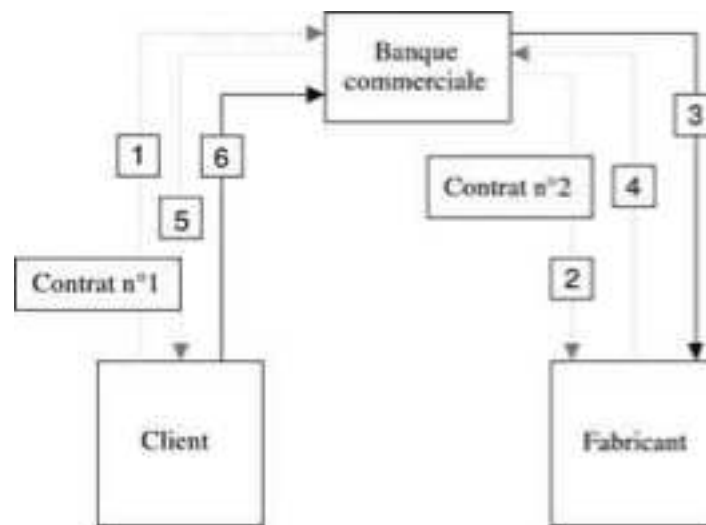 Banque
commerciale
1
6
3
Contrat n°2
4
5
Contrat n°1
2
Client
Fabricant